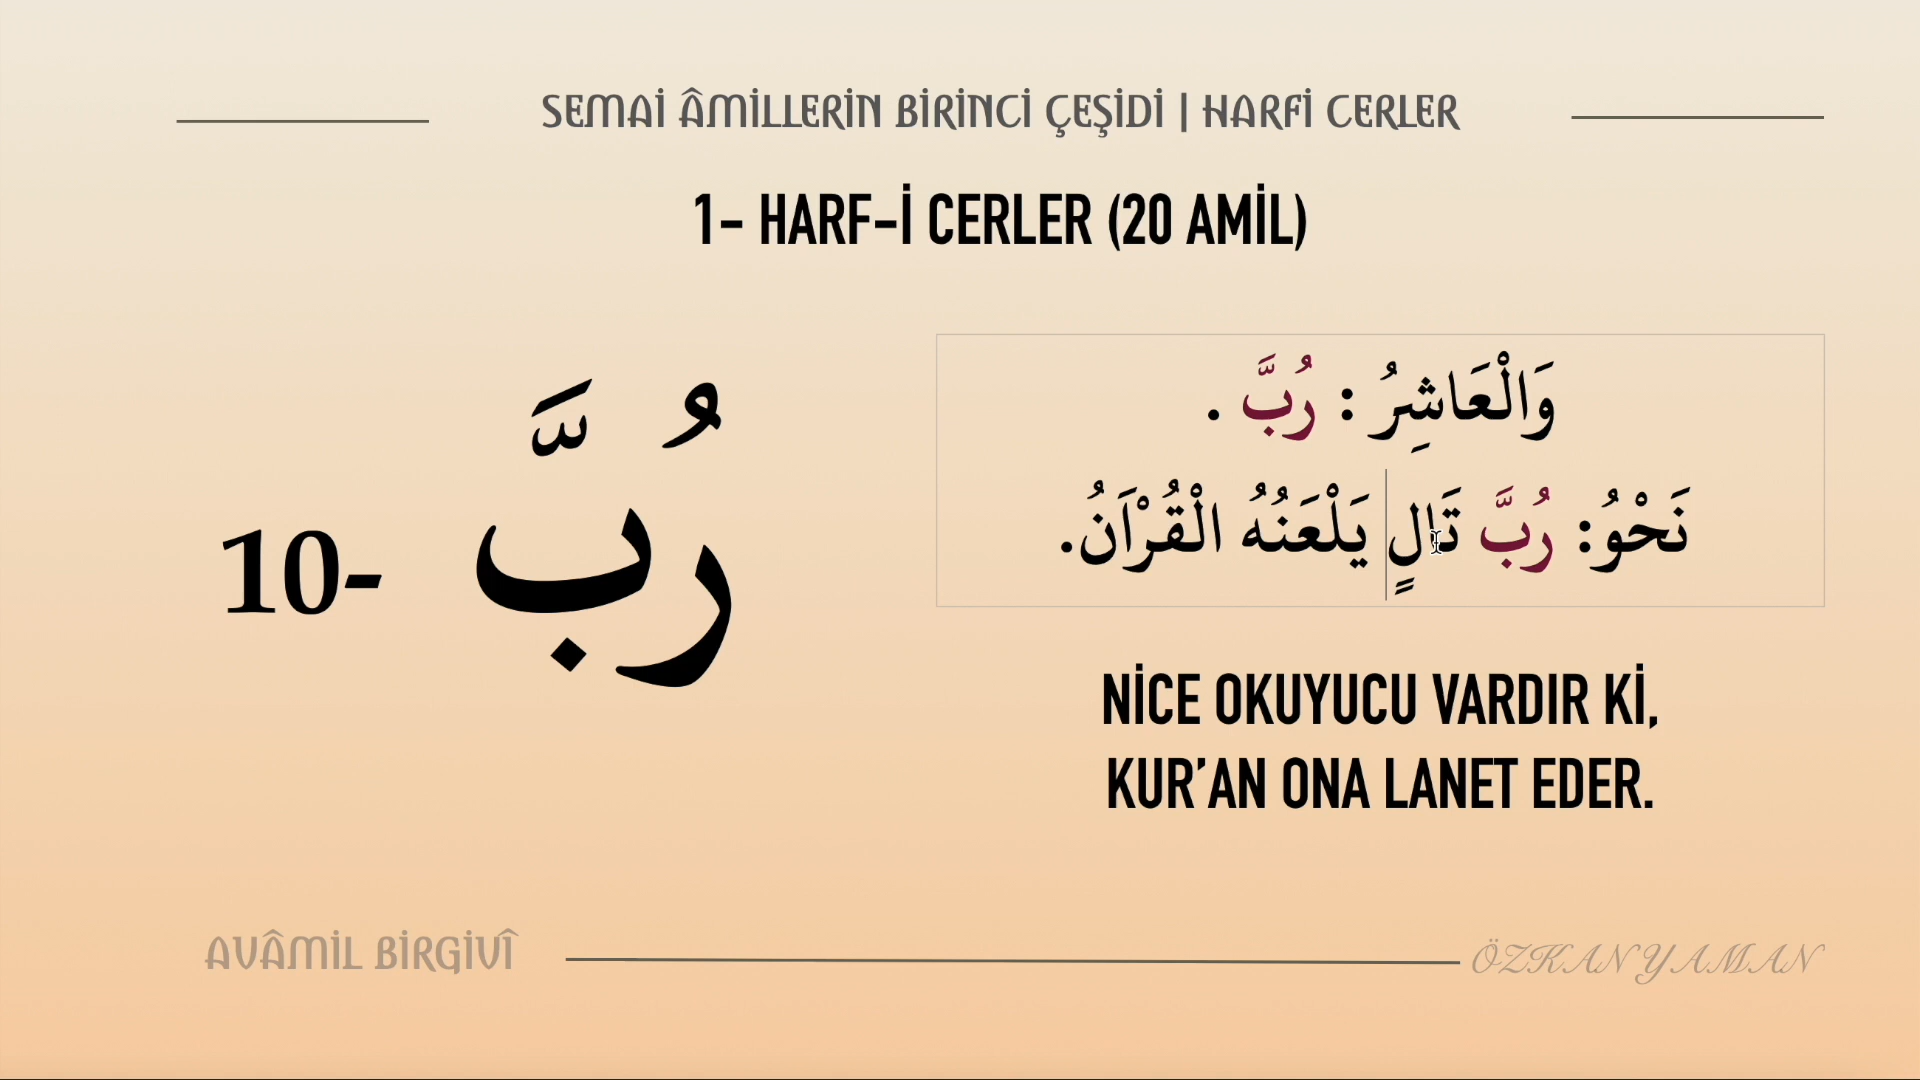 SEMAİ ÂMİLLERİN BİRİNCİ ÇEŞİDİ | HARFİ CERLER
1- HARF-İ CERLER (20 AMİL)
10- رُبَّ
وَالْعَاشِرُ : رُبَّ .
نَحْوُ: رُبَّ تَالٍ يَلْعَنُهُ الْقُرْاَنُ.
NİCE OKUYUCU VARDIR Kİ,
KUR’AN ONA LANET EDER.
AVÂMİL BİRGİVÎ
ÖZKAN YAMAN